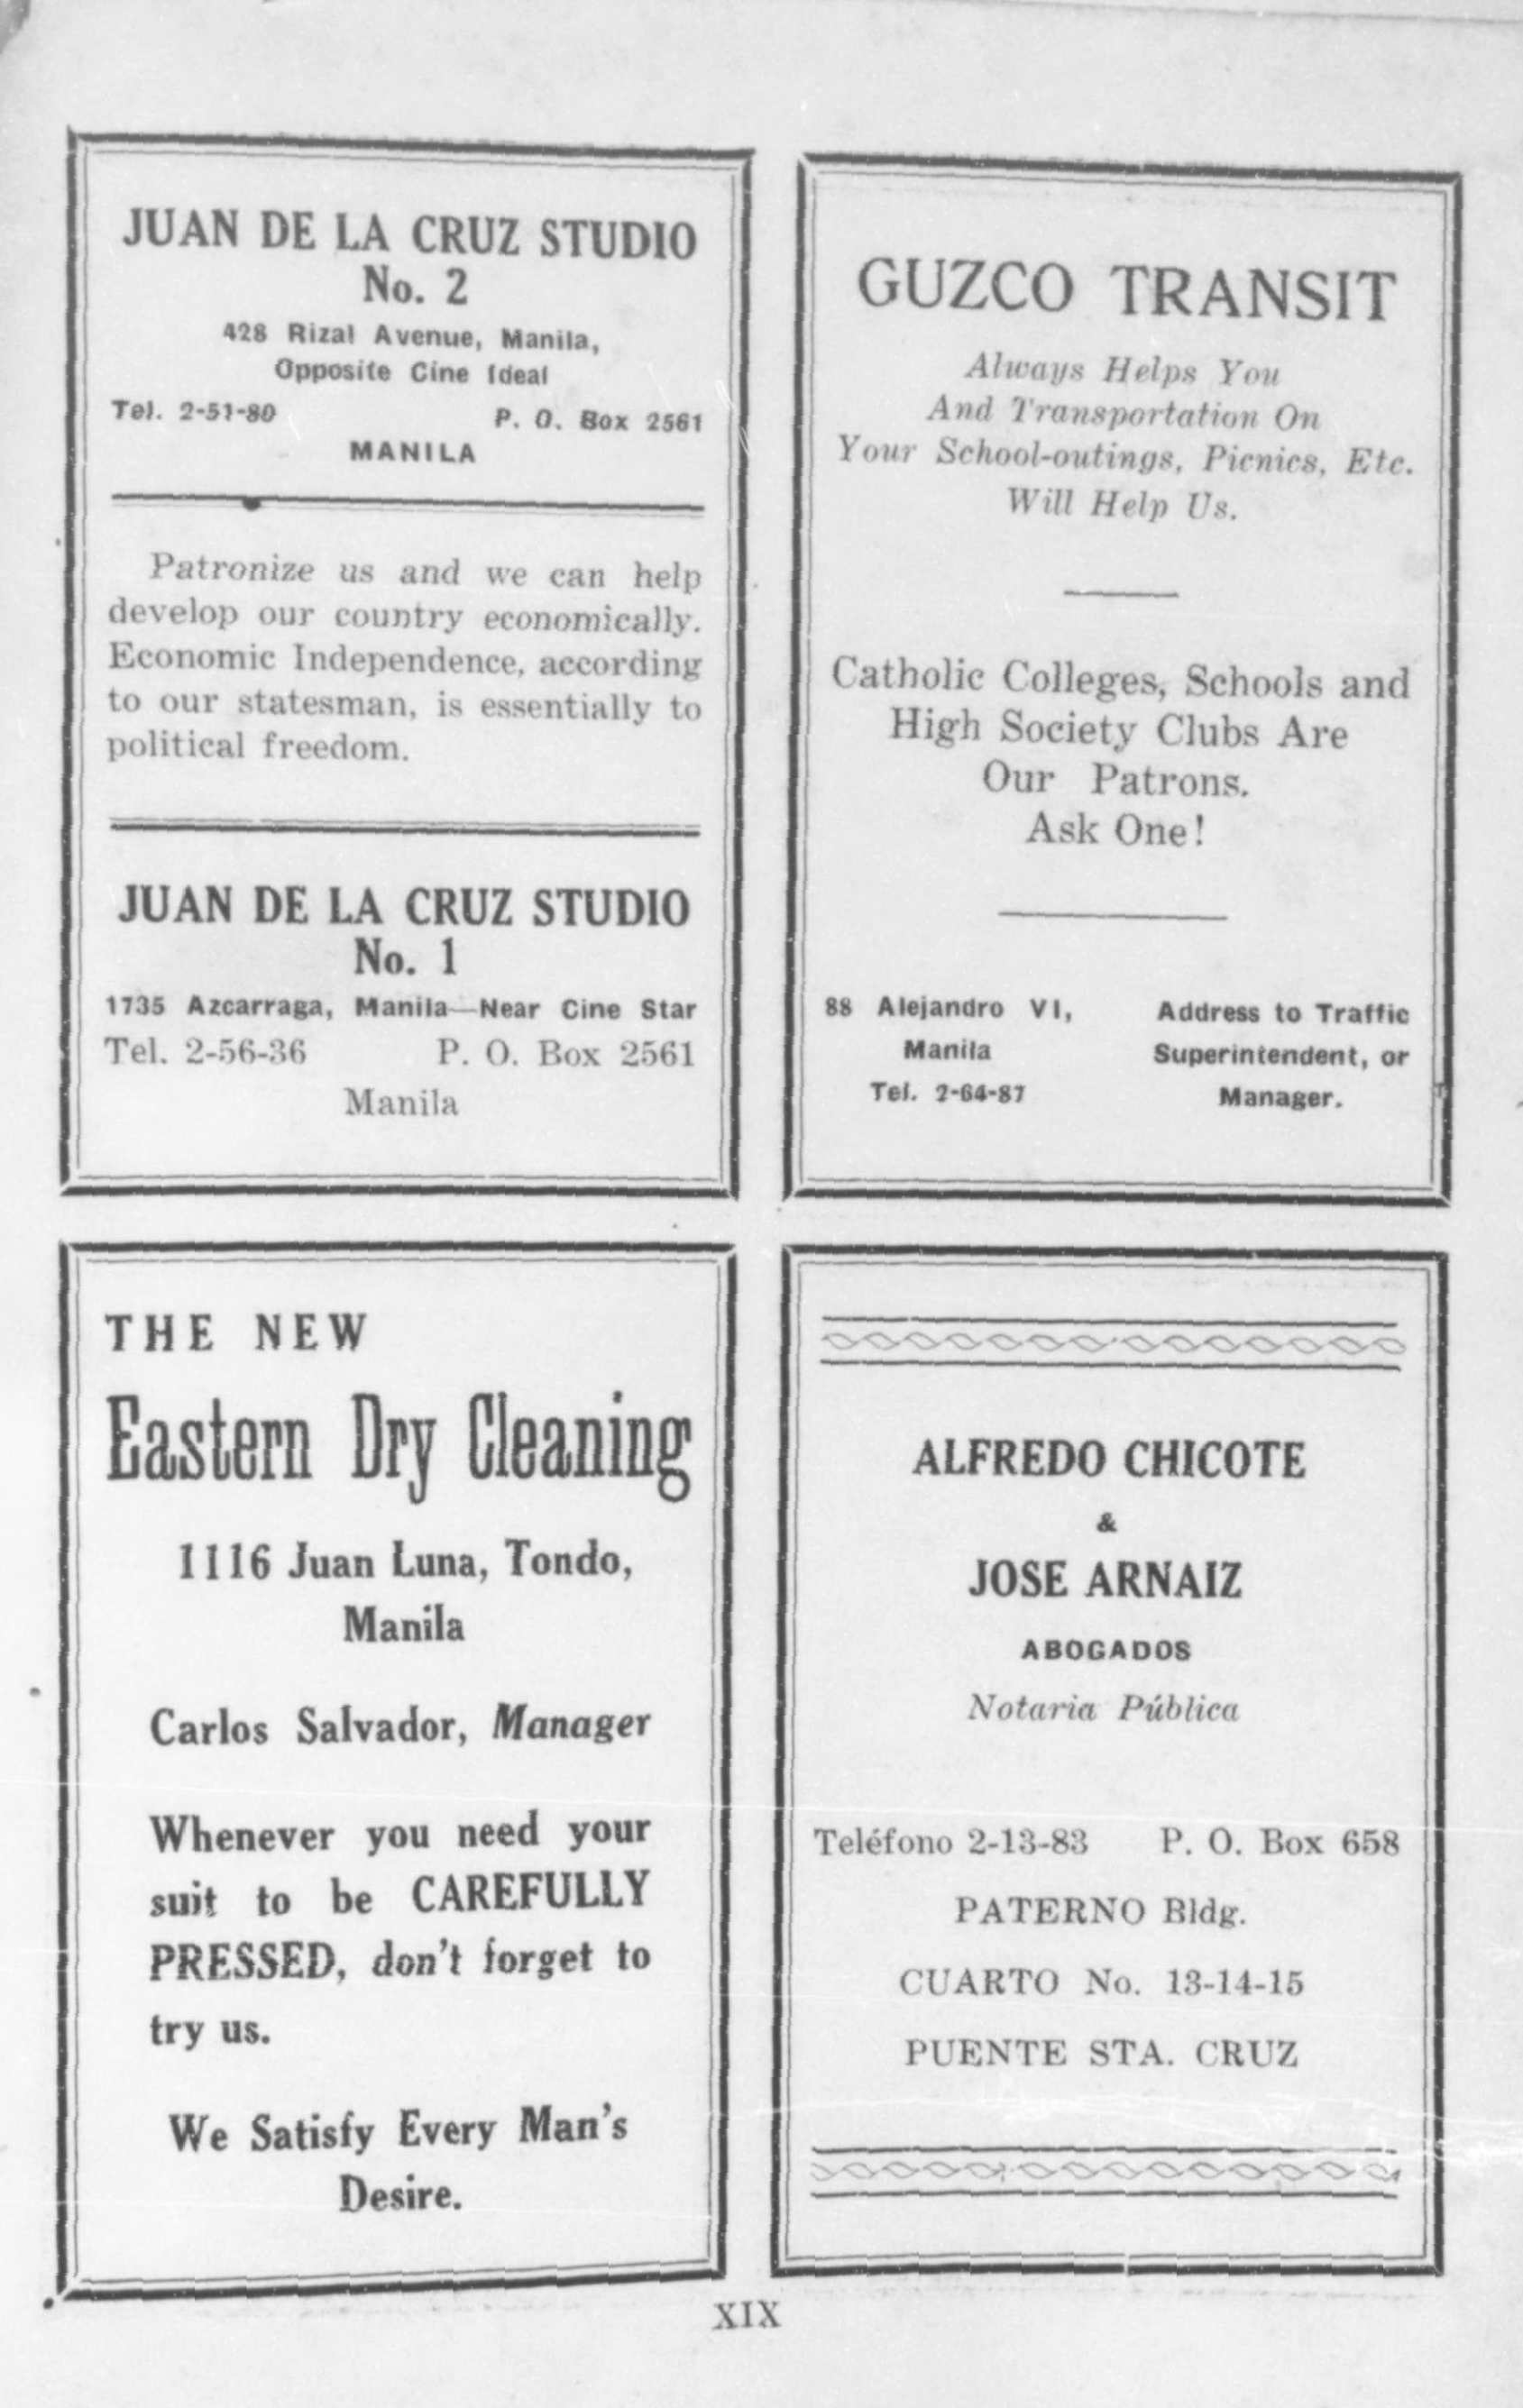 JUAN DE LA CRUZ STUDIO
No. 2
428 Rizal Avenue, Manila,
Opposite Cine Ideal
Tel. 2-51-80 P. O. Box 2561
MANILA
Patronize us and we can help
develop our country economically.
Economic Independence, according
to our statesman, is essentially to
political freedom.
JUAN DE LA CRUZ STUDIO
No. 1
1735 Azcarraga, Manila—Near Cine Star
Tel. 2-56-36 P. O. Box 2561
Manila
GUZCO TRANSIT
Always Helps You
And Transportation On
Your School-outings, Picnics, Etc.
Will Help Us.
Catholic Colleges, Schools and
High Society Clubs Are
Our Patrons.
Ask One!
88 Alejandro VI,
Manila
Tel. 2-64-87
Address to Traffic
Superintendent, or
Manager.
THE NEW
Eastern Dry Cleaning
1116 Juan Luna, Tondo,
Manila
Carlos Salvador, Manager
Whenever you need your
suit to be CAREFULLY
PRESSED, don't forget to
try us.
We Satisfy Every Man's
Desire.
ALFREDO CHICOTE
&
JOSE ARNAIZ
ABOGADOS
Notaria Pública
Teléfono 2-13-83 P. O. Box 658
PATERNO Bldg.
CUARTO No. 13-14-15
PUENTE STA. CRUZ
XIX